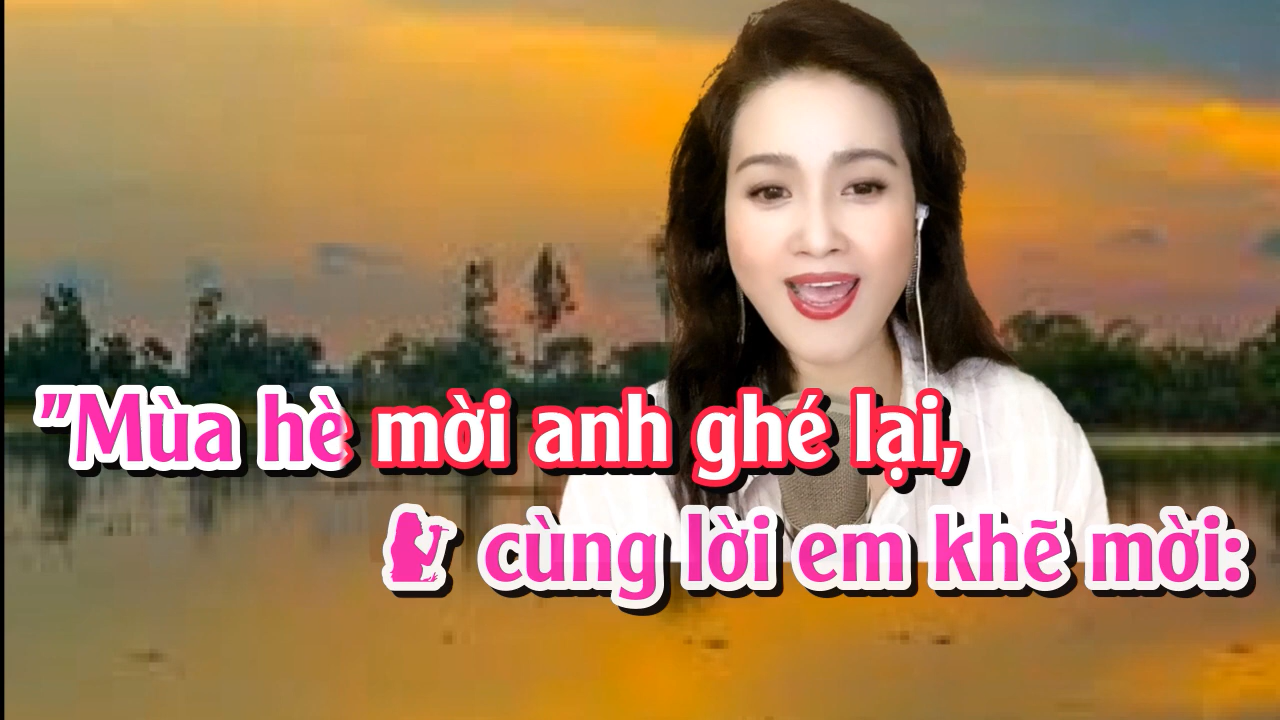 "Mùa hè mời anh ghé lại,
cùng lời em khẽ mời: